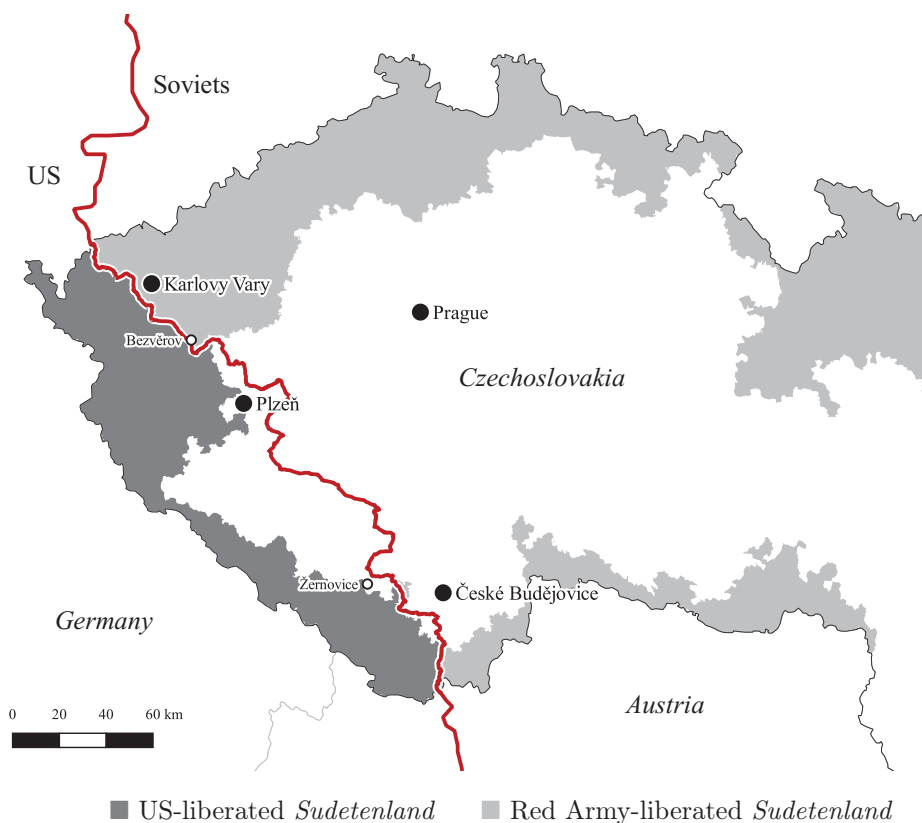 Soviets
US
Karlovy Vary
Prague
Bezvěrov
Czechoslovakia
Plzeň
Žernovice
České Budějovice
Germany
Austria
0 20 40 60 km
US-liberated Sudetenland Red Army-liberated Sudetenland